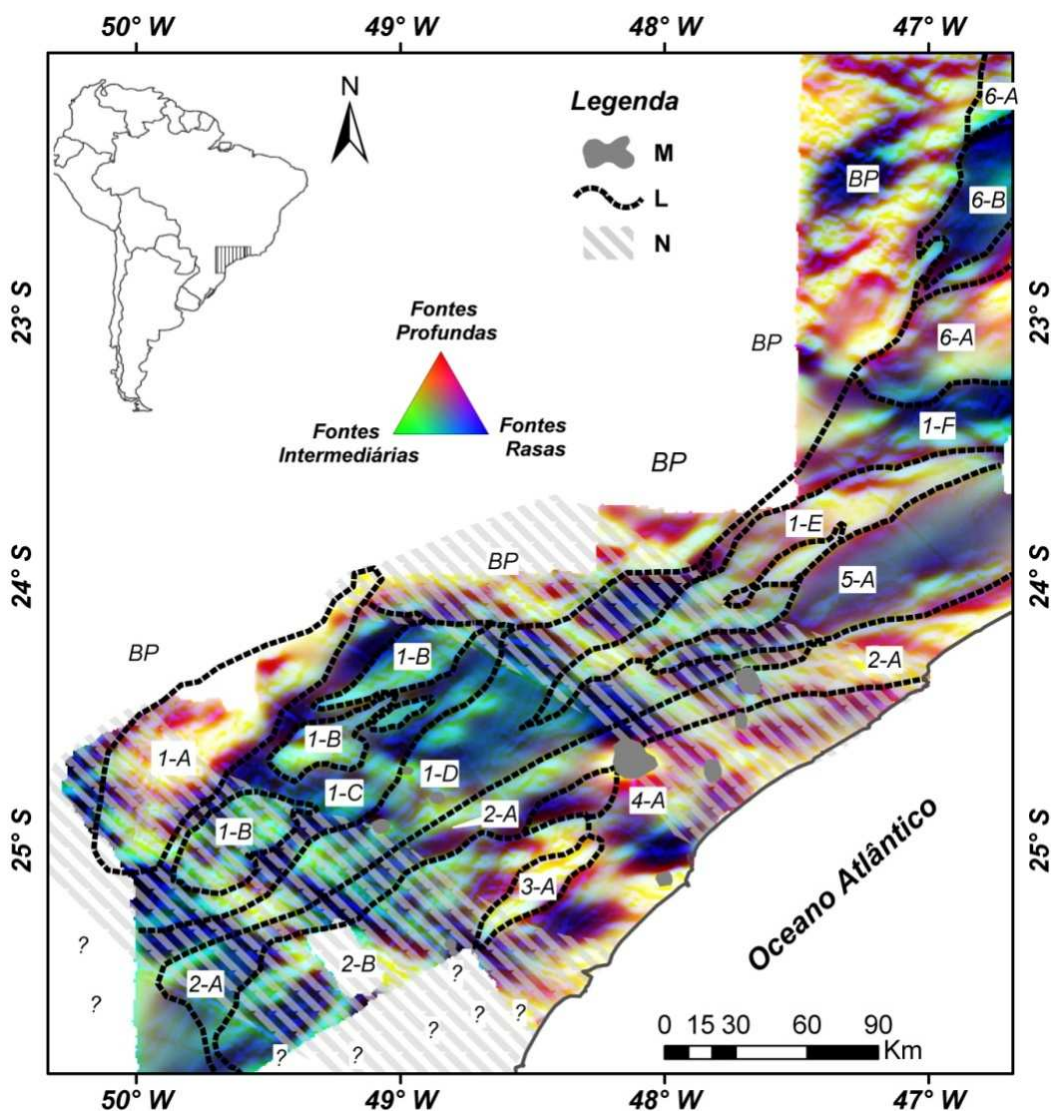 50° W
49° W
48° W
47° W
N
Legenda
M
L
N
6-A
BP
6-B
23° S
23° S
Fontes
Profundas
Fontes
Intermediárias
Fontes
Rasas
BP
6-A
1-F
BP
1-E
24° S
24° S
BP
5-A
BP
1-B
2-A
1-A
1-B
1-C
1-D
4-A
2-A
1-B
25° S
25° S
3-A
Oceano Atlântico
?
2-B
?
2-A
?
?
?
?
?
?
0 15 30 60 90
Km
50° W
49° W
48° W
47° W